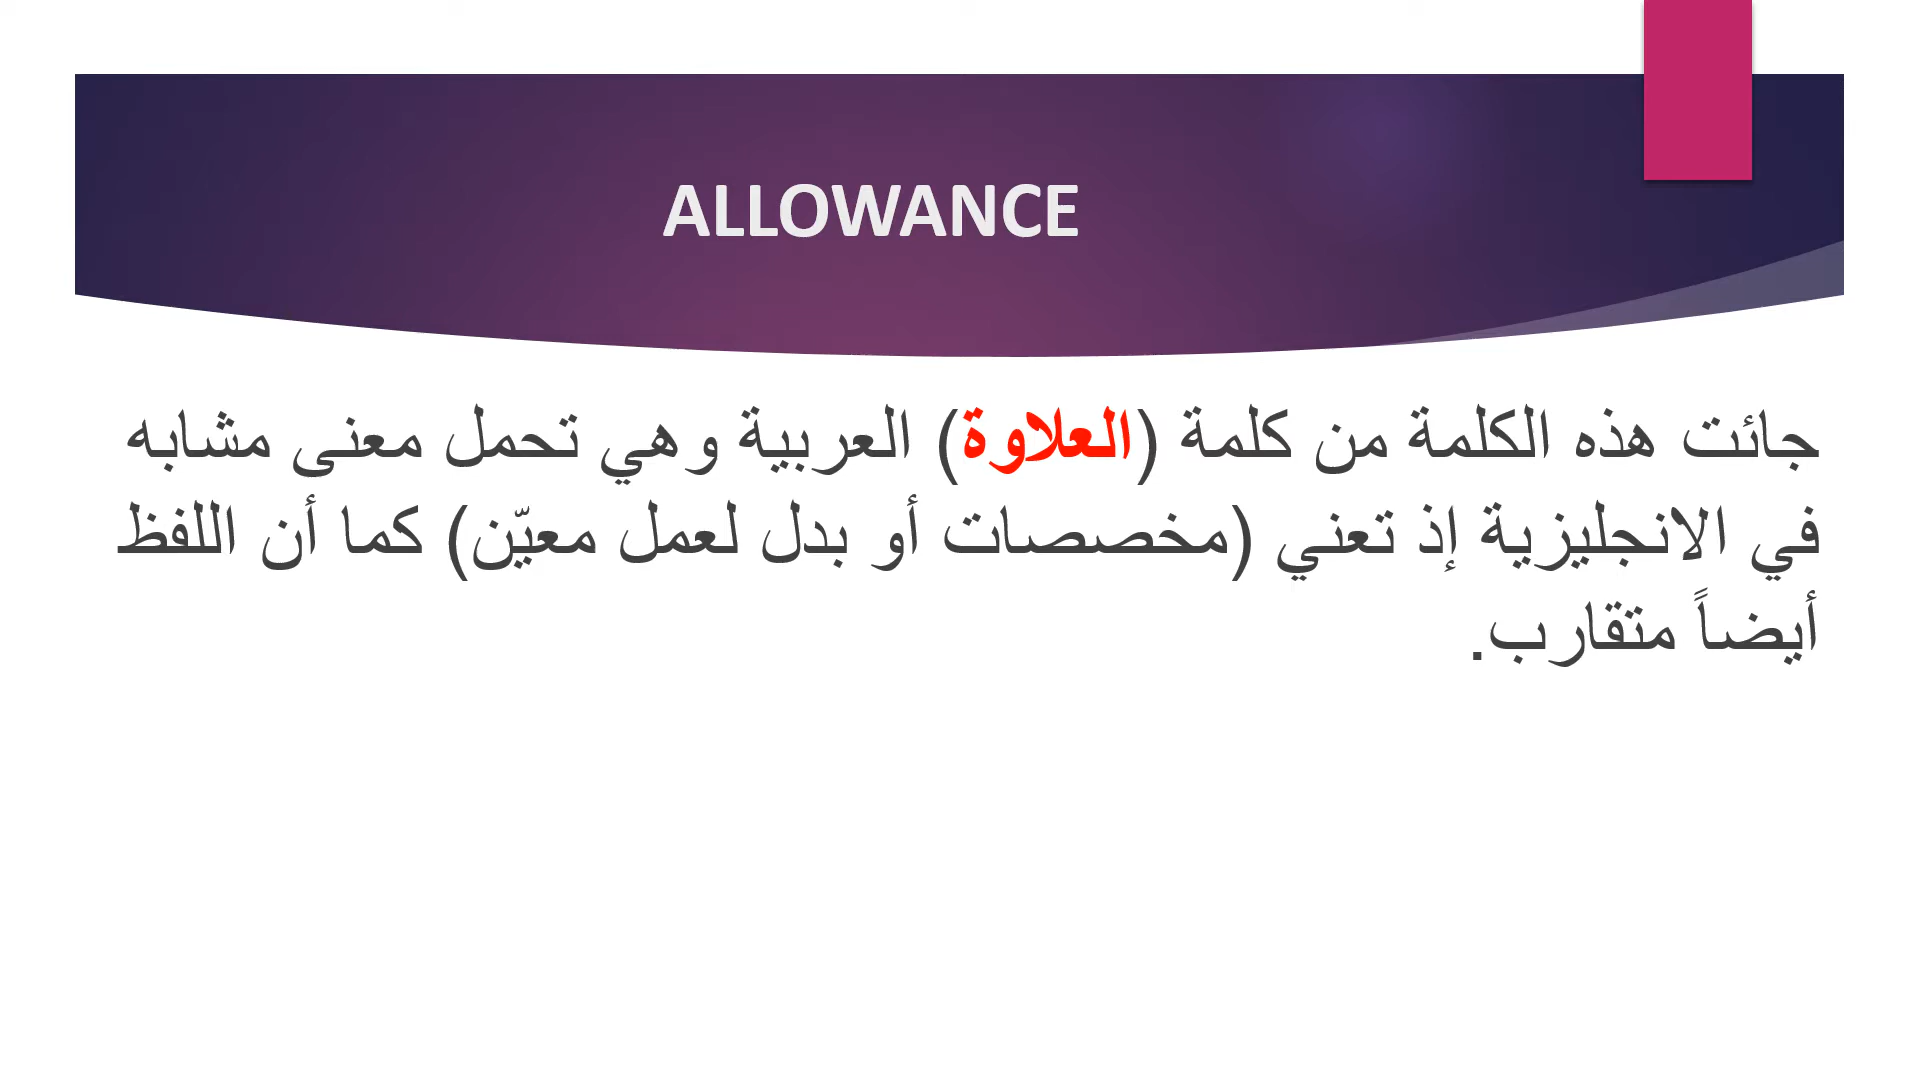 ALLOWANCE
جائت هذه الكلمة من كلمة (العلاوة) العربية وهي تحمل معنى مشابه
في الانجليزية إذ تعني (مخصصات أو بدل لعمل معيّن) كما أن اللفظ
أيضاً متقارب.